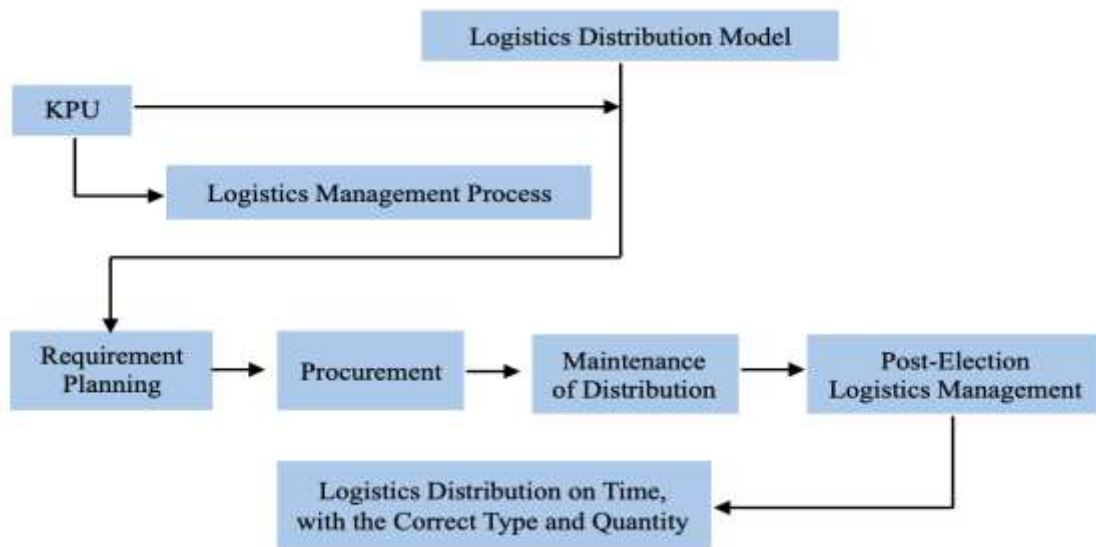 Logistics Distribution Model
KPU
Logistics Management Process
Requirement
Planning
Procurement
Maintenance
of Distribution
Post-Election
Logistics Management
Logistics Distribution on Time,
with the Correct Type and Quantity